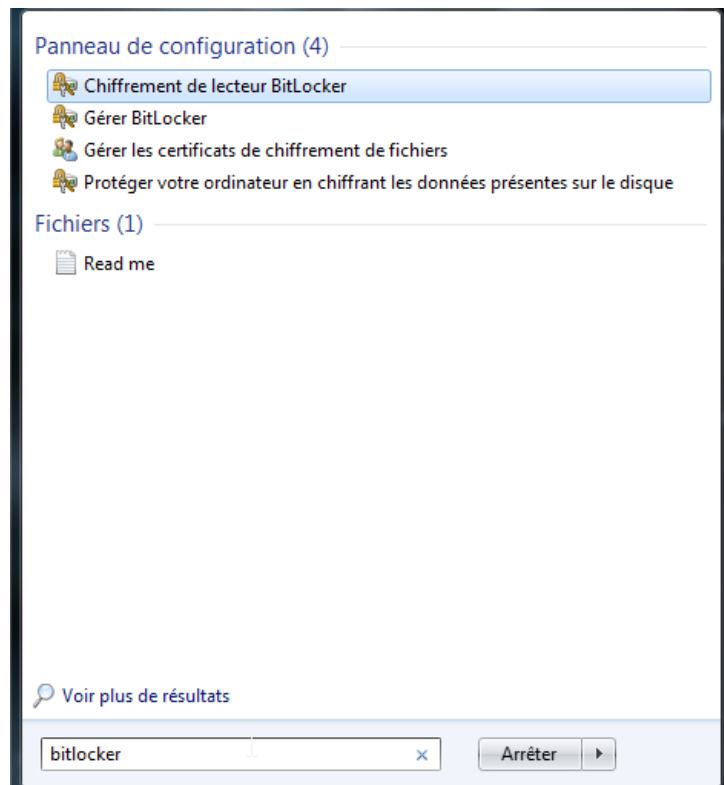 Panneau de configuration (4)
Chiffrement de lecteur BitLocker
Gérer BitLocker
Gérer les certificats de chiffrement de fichiers
Protéger votre ordinateur en chiffrant les données présentes sur le disque
Fichiers (1)
Read me
Voir plus de résultats
bitlocker
Arrêter